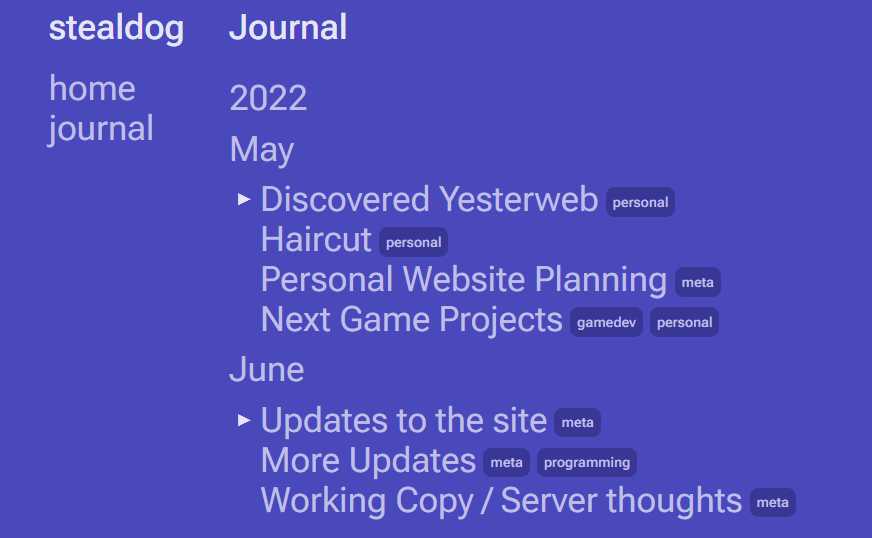 stealdog
home
journal
Journal
2022
May
Discovered Yesterweb personal
Haircut personal
Personal Website Planning meta
Next Game Projects gamedev personal
June
Updates to the site meta
More Updates meta programming
Working Copy / Server thoughts meta